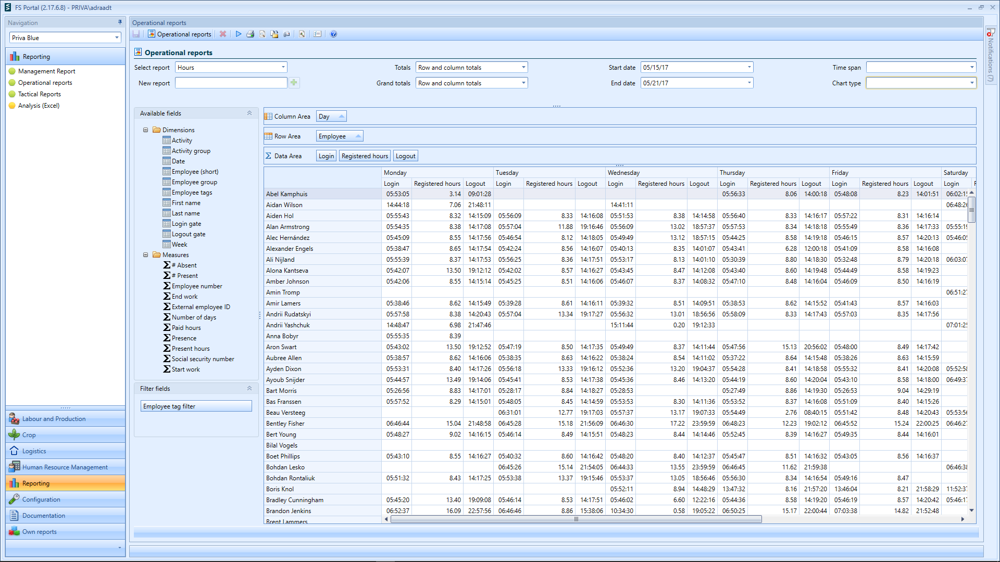 FS Portal (2.17.6.8) - PRIVA\adraadt
Navigation
Priva Blue
Reporting
Management Report
Operational reports
Tactical Reports
Analysis (Excel)
Labour and Production
Crop
Logistics
Human Resource Management
Reporting
Configuration
Documentation
Own reports
Operational reports
Operational reports
Operational reports
Select report Hours Totals Row and column totals Start date 05/15/17 Time span
New report Grand totals Row and column totals End date 05/21/17 Chart type
Notifications (7)
Available fields
Dimensions
Activity
Activity group
Date
Employee (short)
Employee group
Employee tags
First name
Last name
Login gate
Logout gate
Week
Measures
# Absent
# Present
Employee number
End work
External employee ID
Number of days
Paid hours
Presence
Present hours
Social security number
Start work
Filter fields
Employee tag filter
Column Area Day
Row Area Employee
Data Area Login Registered hours Logout
Monday Tuesday Wednesday Thursday Friday Saturday
Login Registered hours Logout Login Registered hours Logout Login Registered hours Logout Login Registered hours Logout Login Registered hours Logout Login
Abel Kamphuis 05:53:05 3.14 09:01:28 05:56:33 8.06 14:00:18 05:48:08 8.23 14:01:51 06:02:15
Aidan Wilson 14:44:18 7.06 21:48:11 14:41:11 06:48:26
Aiden Hol 05:55:43 8.32 14:15:09 05:56:09 8.33 14:16:08 05:51:53 8.38 14:14:58 05:56:40 8.33 14:16:17 05:57:22 8.31 14:16:14
Alan Armstrong 05:54:35 8.38 14:17:08 05:57:04 11.88 19:16:46 05:56:09 13.02 18:57:37 05:57:53 8.34 14:18:18 05:55:49 8.36 14:17:33 05:55:19
Alec Hernández 05:45:09 8.55 14:17:56 05:46:54 8.12 14:18:05 05:49:49 13.12 18:57:15 05:44:25 8.58 14:19:18 05:46:15 8.57 14:20:13 05:46:05
Alexander Engels 05:38:47 8.65 14:17:54 05:42:24 8.56 14:16:07 05:40:13 8.35 14:01:07 05:43:41 6.28 12:00:18 05:41:09 8.58 14:16:08
Ali Nijland 05:55:39 8.37 14:17:53 05:56:25 8.36 14:17:51 05:53:17 8.13 14:01:10 05:30:39 8.80 14:18:30 05:32:48 8.79 14:20:18 06:03:07
Alona Kantseva 05:42:07 13.50 19:12:12 05:42:02 8.57 14:16:27 05:43:45 8.47 14:12:08 05:43:40 8.60 14:19:48 05:44:49 8.58 14:19:23
Amber Johnson 05:42:06 8.55 14:15:14 05:45:25 8.51 14:16:06 05:46:07 8.37 14:08:32 05:47:10 8.48 14:16:04 05:46:09 8.50 14:16:19
Amin Tromp 06:51:27
Amir Lamers 05:38:46 8.62 14:15:49 05:39:28 8.61 14:16:11 05:39:32 8.51 14:09:51 05:38:53 8.62 14:15:52 05:41:43 8.57 14:16:03
Andrii Rudatskyi 05:57:58 8.38 14:20:43 05:57:04 13.34 19:17:27 05:56:32 13.01 18:56:56 05:58:09 8.33 14:17:43 05:57:03 8.35 14:17:56
Andrii Yashchuk 14:48:47 6.98 21:47:46 15:11:44 0.20 19:12:33 07:01:25
Anna Bobyr 05:55:35 8.39
Aron Swart 05:43:02 13.50 19:12:52 05:47:19 8.50 14:17:35 05:49:49 8.37 14:11:44 05:47:56 15.13 20:56:02 05:48:00 8.49 14:17:42
Aubree Allen 05:38:57 8.62 14:16:06 05:38:35 8.63 14:16:22 05:38:24 8.54 14:11:02 05:37:22 8.64 14:15:48 05:38:26 8.63 14:15:59
Ayden Dixon 05:53:31 8.40 14:17:26 05:56:18 13.33 19:16:12 05:52:36 13.20 19:04:37 05:54:28 8.41 14:18:58 05:55:32 8.41 14:20:08 05:52:58
Ayoub Snijder 05:44:57 13.49 19:14:06 05:45:41 8.53 14:17:38 05:45:36 8.46 14:13:20 05:44:19 8.60 14:20:04 05:43:10 8.58 14:18:00 06:49:37
Bart Morris 05:26:56 8.83 14:17:01 05:28:17 8.84 14:18:27 05:28:53 05:27:49 8.86 14:19:30 05:26:53 9.04 14:29:19
Bas Franssen 05:57:52 8.29 14:15:01 05:48:05 8.45 14:14:59 05:53:53 8.30 14:11:36 05:53:52 8.37 14:16:08 05:51:09 8.40 14:15:26
Beau Versteeg 06:31:01 12.77 19:17:03 05:57:37 13.17 19:07:33 05:54:49 2.76 08:40:15 05:51:42 8.48 14:20:43 05:53:56
Bentley Fisher 06:46:44 15.04 21:48:58 06:45:28 15.18 21:56:09 06:46:30 17.22 23:59:59 06:48:23 12.23 19:02:12 06:45:52 15.24 22:00:25 06:46:27
Bert Young 05:48:27 9.02 14:16:15 05:46:14 8.49 14:15:51 05:48:23 8.44 14:14:46 05:52:45 8.39 14:16:27 05:49:35 8.44 14:16:01
Bilal Vogels
Boet Phillips 05:43:10 8.55 14:16:27 05:40:32 8.60 14:16:42 05:48:20 8.40 14:12:37 05:45:47 8.51 14:16:32 05:43:05 8.56 14:16:37
Bohdan Lesko 06:45:26 15.14 21:54:05 06:44:33 13.55 23:59:59 06:46:45 11.62 21:59:38 06:46:38
Bohdan Rontaliuk 05:51:32 8.43 14:17:25 05:53:38 13.37 19:15:46 05:53:37 13.05 18:56:46 05:56:30 8.34 14:16:54 05:49:16 8.47
Boris Knol 05:52:11 8.94 14:48:29 13:47:32 8.16 21:57:20 13:46:04 8.21 21:58:29 11:52:37
Bradley Cunningham 05:45:20 13.40 19:09:08 05:46:14 8.53 14:17:51 05:46:02 6.60 12:22:16 05:44:36 8.58 14:19:20 05:46:19 8.57 14:20:42 05:46:17
Brandon Jenkins 06:52:37 16.09 22:57:56 06:46:46 8.86 15:38:06 10:34:30 0.58 19:05:22 06:50:25 15.17 22:00:44 07:03:38 14.82 21:52:48
Brent Lammers